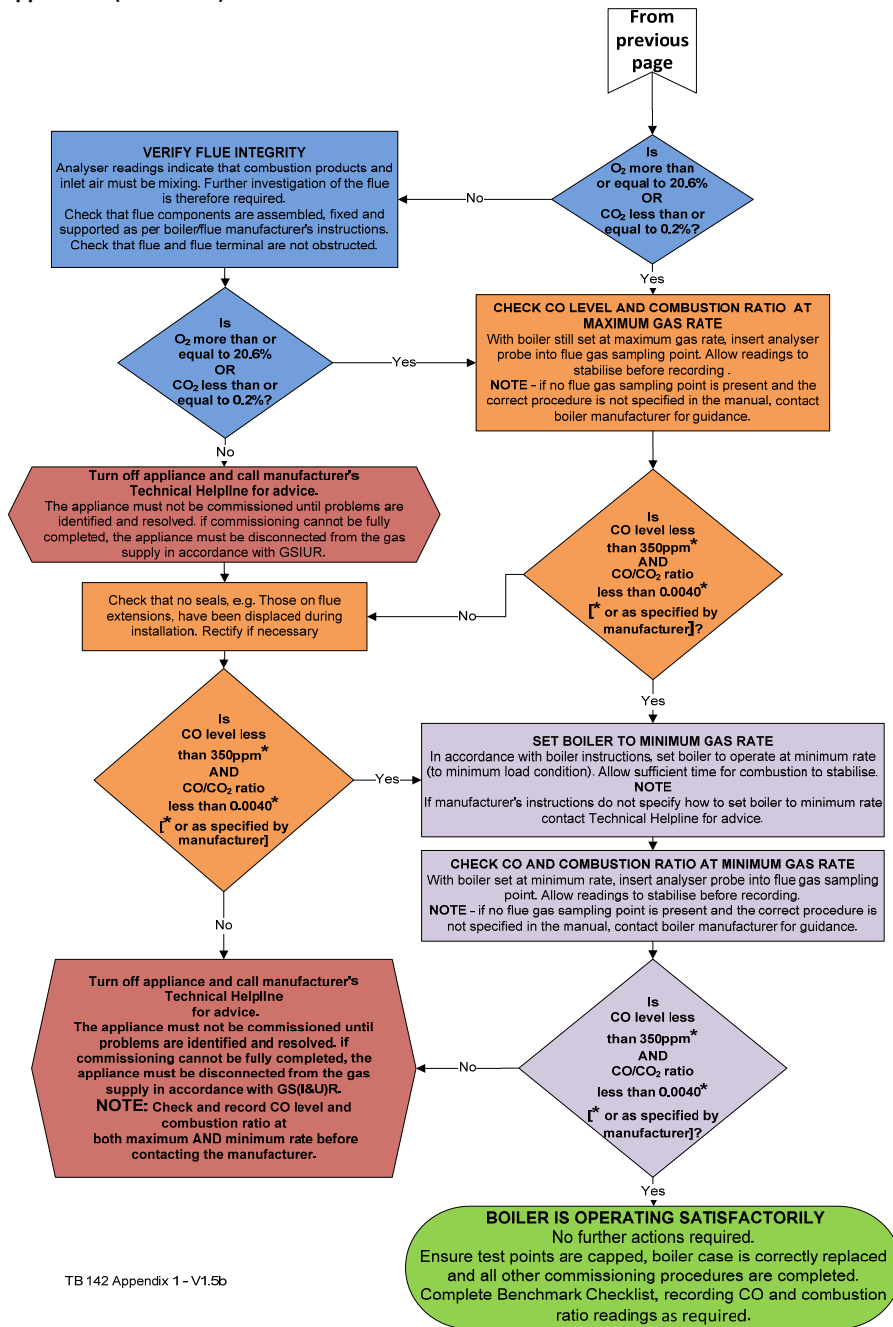 From
previous
page
Is
O₂ more than
or equal to 20.6%
OR
CO₂ less than or
equal to 0.2%?
No
VERIFY FLUE INTEGRITY
Analyser readings indicate that combustion products and
inlet air must be mixing. Further investigation of the flue
is therefore required.
Check that flue components are assembled, fixed and
supported as per boiler/flue manufacturer's instructions.
Check that flue and flue terminal are not obstructed.
Yes
Is
O₂ more than or
equal to 20.6%
OR
CO₂ less than or
equal to 0.2%?
Yes
CHECK CO LEVEL AND COMBUSTION RATIO AT
MAXIMUM GAS RATE
With boiler still set at maximum gas rate, insert analyser
probe into flue gas sampling point. Allow readings to
stabilise before recording .
NOTE - if no flue gas sampling point is present and the
correct procedure is not specified in the manual, contact
boiler manufacturer for guidance.
No
Turn off appliance and call manufacturer's
Technical Helpline for advice.
The appliance must not be commissioned until problems are
identified and resolved. if commissioning cannot be fully
completed, the appliance must be disconnected from the gas
supply in accordance with GSIUR.
Is
CO level less
than 350ppm*
AND
CO/CO₂ ratio
less than 0.0040*
[* or as specified by
manufacturer]?
No
Check that no seals, e.g. Those on flue
extensions, have been displaced during
installation. Rectify if necessary
Yes
Is
CO level less
than 350ppm*
AND
CO/CO₂ ratio
less than 0.0040*
[* or as specified by
manufacturer]
Yes
SET BOILER TO MINIMUM GAS RATE
In accordance with boiler instructions, set boiler to operate at minimum rate
(to minimum load condition). Allow sufficient time for combustion to stabilise.
NOTE
If manufacturer's instructions do not specify how to set boiler to minimum rate
contact Technical Helpline for advice.
CHECK CO AND COMBUSTION RATIO AT MINIMUM GAS RATE
With boiler set at minimum rate, insert analyser probe into flue gas sampling
point. Allow readings to stabilise before recording.
NOTE - if no flue gas sampling point is present and the correct procedure is
not specified in the manual, contact boiler manufacturer for guidance.
No
Turn off appliance and call manufacturer's
Technical Helpline
for advice.
The appliance must not be commissioned until
problems are identified and resolved. if
commissioning cannot be fully completed, the
appliance must be disconnected from the gas
supply in accordance with GS(I&U)R.
NOTE: Check and record CO level and
combustion ratio at
both maximum AND minimum rate before
contacting the manufacturer.
Is
CO level less
than 350ppm*
AND
CO/CO₂ ratio
less than 0.0040*
[* or as specified by
manufacturer]?
No
Yes
BOILER IS OPERATING SATISFACTORILY
No further actions required.
Ensure test points are capped, boiler case is correctly replaced
and all other commissioning procedures are completed.
Complete Benchmark Checklist, recording CO and combustion
ratio readings as required.
TB 142 Appendix 1 - V1.5b